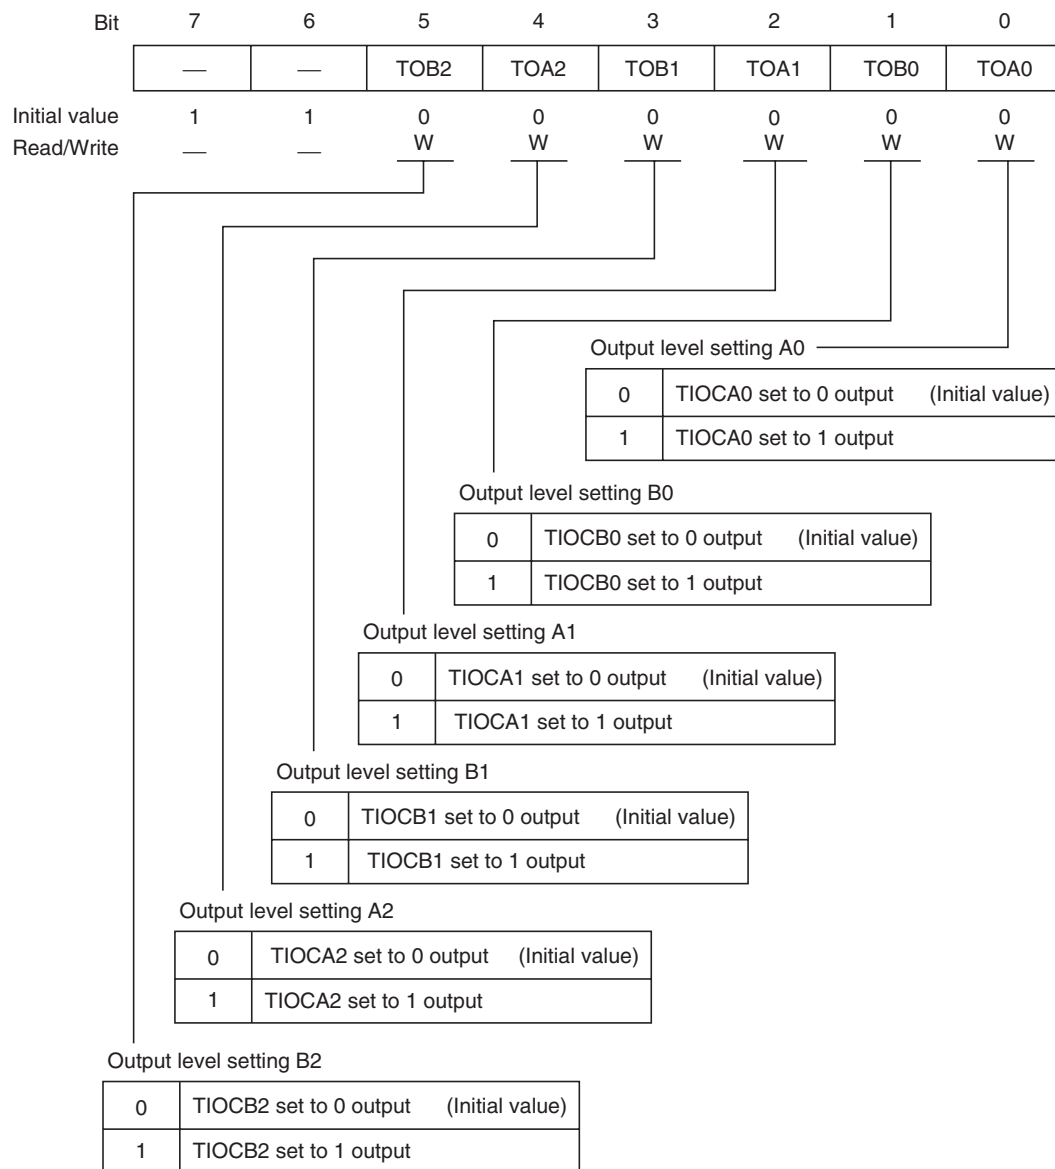 Bit 7 6 5 4 3 2 1 0
— — TOB2 TOA2 TOB1 TOA1 TOB0 TOA0
Initial value 1 1 0 0 0 0 0 0
Read/Write — — W W W W W W
Output level setting A0
0 TIOCA0 set to 0 output (Initial value)
1 TIOCA0 set to 1 output
Output level setting B0
0 TIOCB0 set to 0 output (Initial value)
1 TIOCB0 set to 1 output
Output level setting A1
0 TIOCA1 set to 0 output (Initial value)
1 TIOCA1 set to 1 output
Output level setting B1
0 TIOCB1 set to 0 output (Initial value)
1 TIOCB1 set to 1 output
Output level setting A2
0 TIOCA2 set to 0 output (Initial value)
1 TIOCA2 set to 1 output
Output level setting B2
0 TIOCB2 set to 0 output (Initial value)
1 TIOCB2 set to 1 output